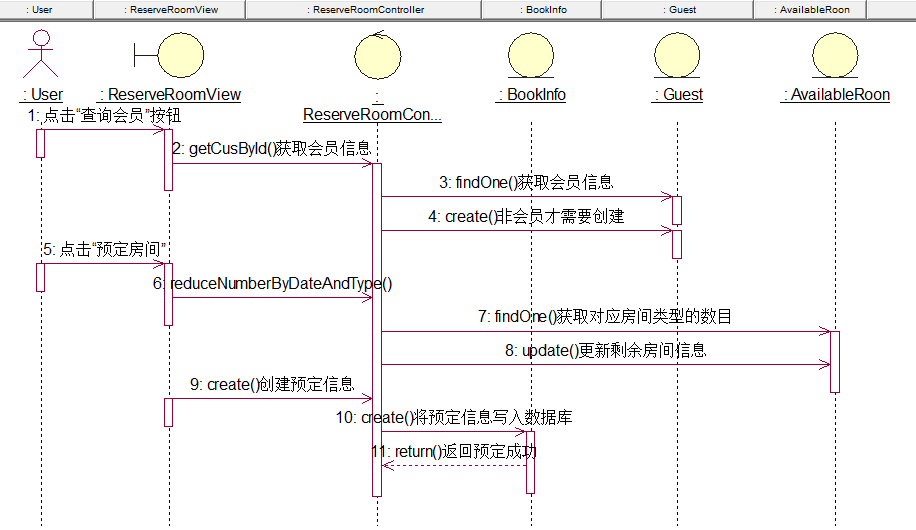 : User
: ReserveRoomView
: ReserveRoomController
: BookInfo
: Guest
: AvailableRoon
: User
: ReserveRoomView
:
ReserveRoomCon...
: BookInfo
: Guest
: AvailableRoon
1: 点击“查询会员”按钮
2: getCusById()获取会员信息
3: findOne()获取会员信息
4: create()非会员才需要创建
5: 点击“预定房间”
6: reduceNumberByDateAndType()
7: findOne()获取对应房间类型的数目
8: update()更新剩余房间信息
9: create()创建预定信息
10: create()将预定信息写入数据库
11: return()返回预定成功